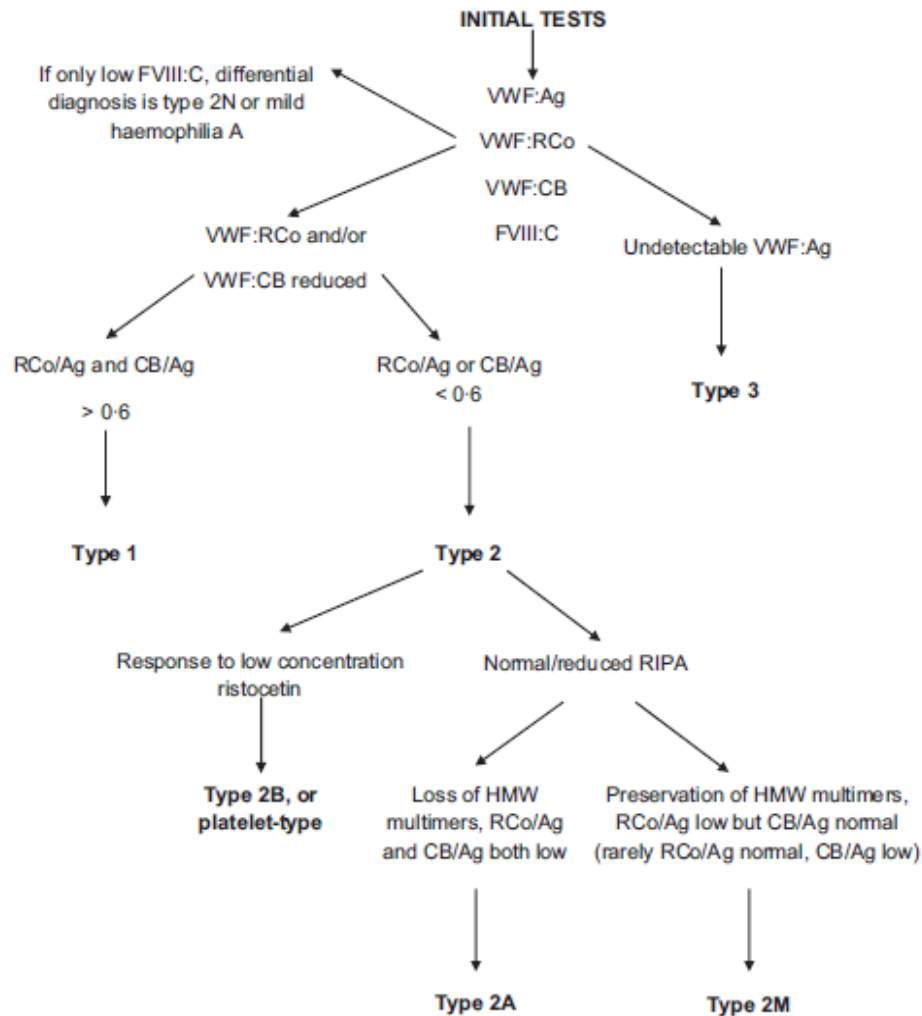 INITIAL TESTS
If only low FVIII:C, differential
diagnosis is type 2N or mild
haemophilia A
VWF:Ag
VWF:RCo
VWF:CB
FVIII:C
VWF:RCo and/or
VWF:CB reduced
Undetectable VWF:Ag
RCo/Ag and CB/Ag
> 0·6
RCo/Ag or CB/Ag
< 0·6
Type 3
Type 1
Type 2
Response to low concentration
ristocetin
Normal/reduced RIPA
Type 2B, or
platelet-type
Loss of HMW
multimers, RCo/Ag
and CB/Ag both low
Preservation of HMW multimers,
RCo/Ag low but CB/Ag normal
(rarely RCo/Ag normal, CB/Ag low)
Type 2A
Type 2M